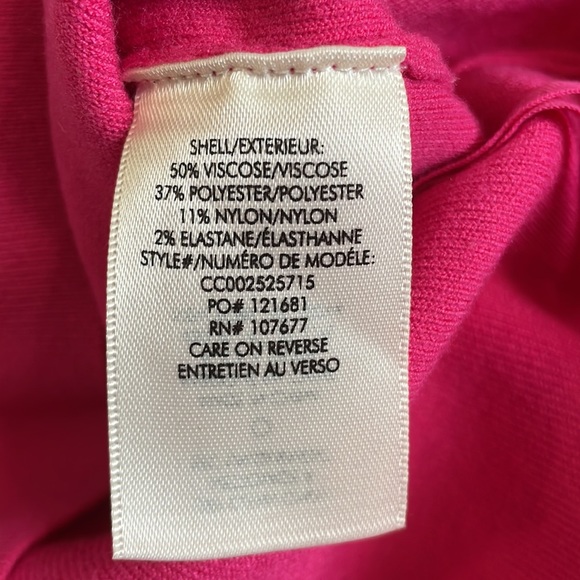 SHELL/EXTERIEUR:
50% VISCOSE/VISCOSE
37% POLYESTER/POLYESTER
11% NYLON/NYLON
2% ELASTANE/ÉLASTHANNE
STYLE#/NUMÉRO DE MODÉLE:
CC002525715
PO# 121681
RN# 107677
CARE ON REVERSE
ENTRETIEN AU VERSO